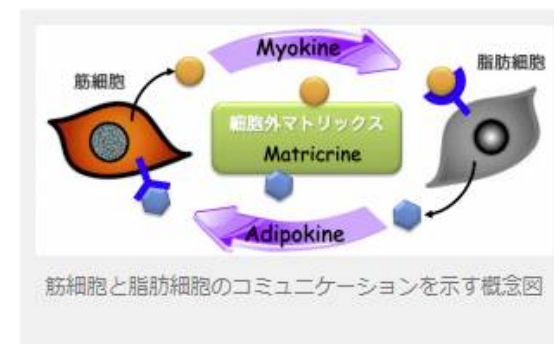 Myokine
筋細胞
脂肪細胞
細胞外マトリックス
Matricrine
Adipokine
筋細胞と脂肪細胞のコミュニケーションを示す概念図